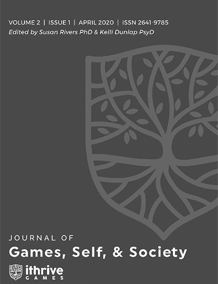 VOLUME 2 | ISSUE 1 | APRIL 2020 | ISSN 2641-9785
Edited by Susan Rivers PhD & Kelli Dunlap PsyD
JOURNAL OF
Games, Self, & Society
ithrive
GAMES